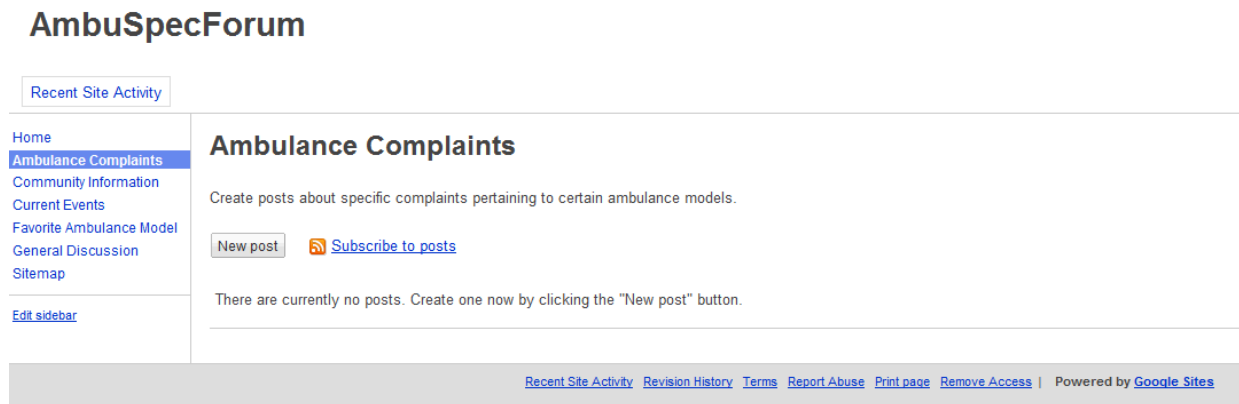 AmbuSpecForum
Recent Site Activity
Home
Ambulance Complaints
Community Information
Current Events
Favorite Ambulance Model
General Discussion
Sitemap
Edit sidebar
Ambulance Complaints
Create posts about specific complaints pertaining to certain ambulance models.
New post Subscribe to posts
There are currently no posts. Create one now by clicking the "New post" button.
Recent Site Activity Revision History Terms Report Abuse Print page Remove Access | Powered by Google Sites